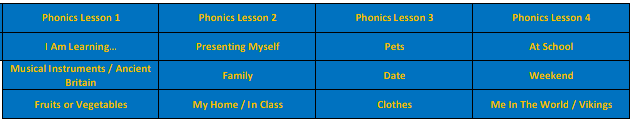 Phonics Lesson 1 Phonics Lesson 2 Phonics Lesson 3 Phonics Lesson 4
I Am Learning... Presenting Myself Pets At School
Musical Instruments / Ancient
Britain Family Date Weekend
Fruits or Vegetables My Home / In Class Clothes Me In The World / Vikings